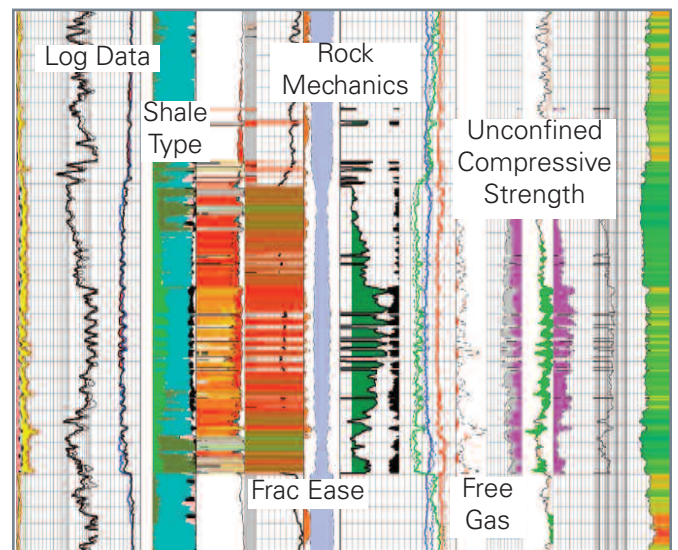 Log Data
Shale
Type
Rock
Mechanics
Unconfined
Compressive
Strength
Frac Ease
Free
Gas